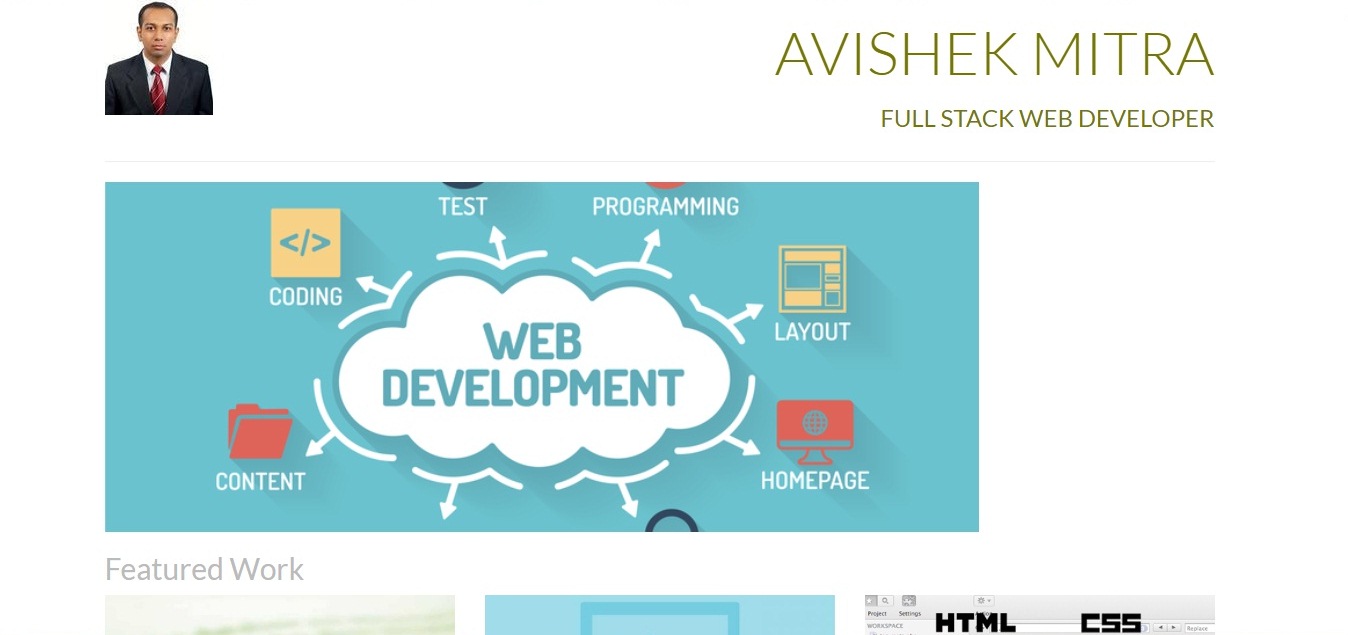 AVISHEK MITRA
FULL STACK WEB DEVELOPER
TEST
PROGRAMMING
</>
CODING
LAYOUT
WEB
DEVELOPMENT
CONTENT
HOMEPAGE
Featured Work
Project Settings
HTML CSS
WORKSPACE
Replace